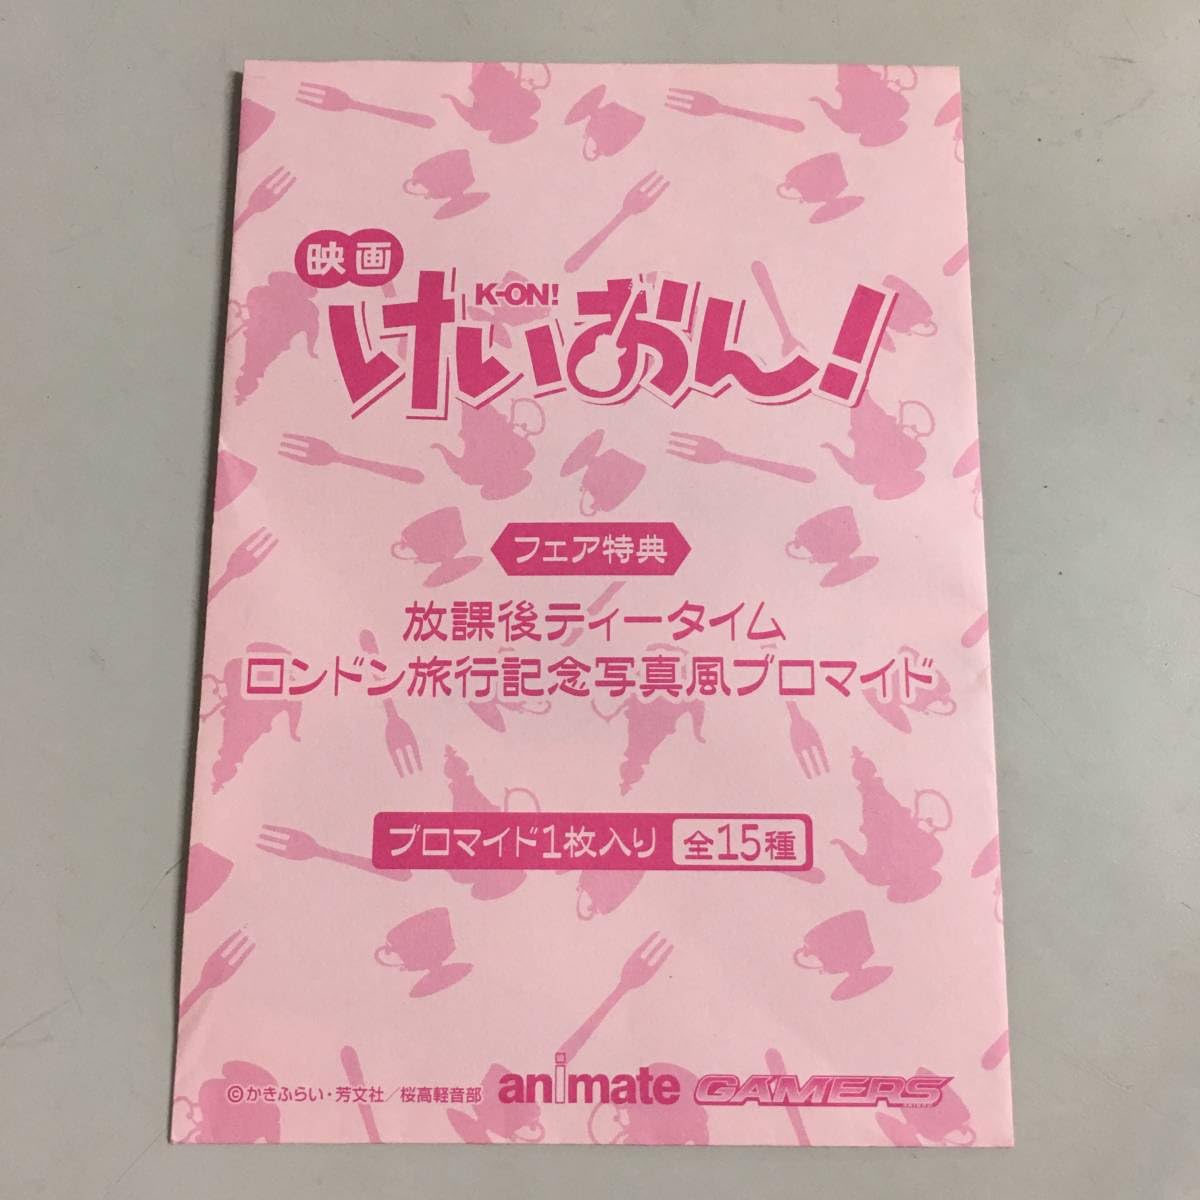 映画
K-ON!
けいおん!
フェア特典
放課後ティータイム
ロンドン旅行記念写真風ブロマイド
ブロマイド1枚入り 全15種
©かきふらい・芳文社/桜高軽音部 animate GAMERS